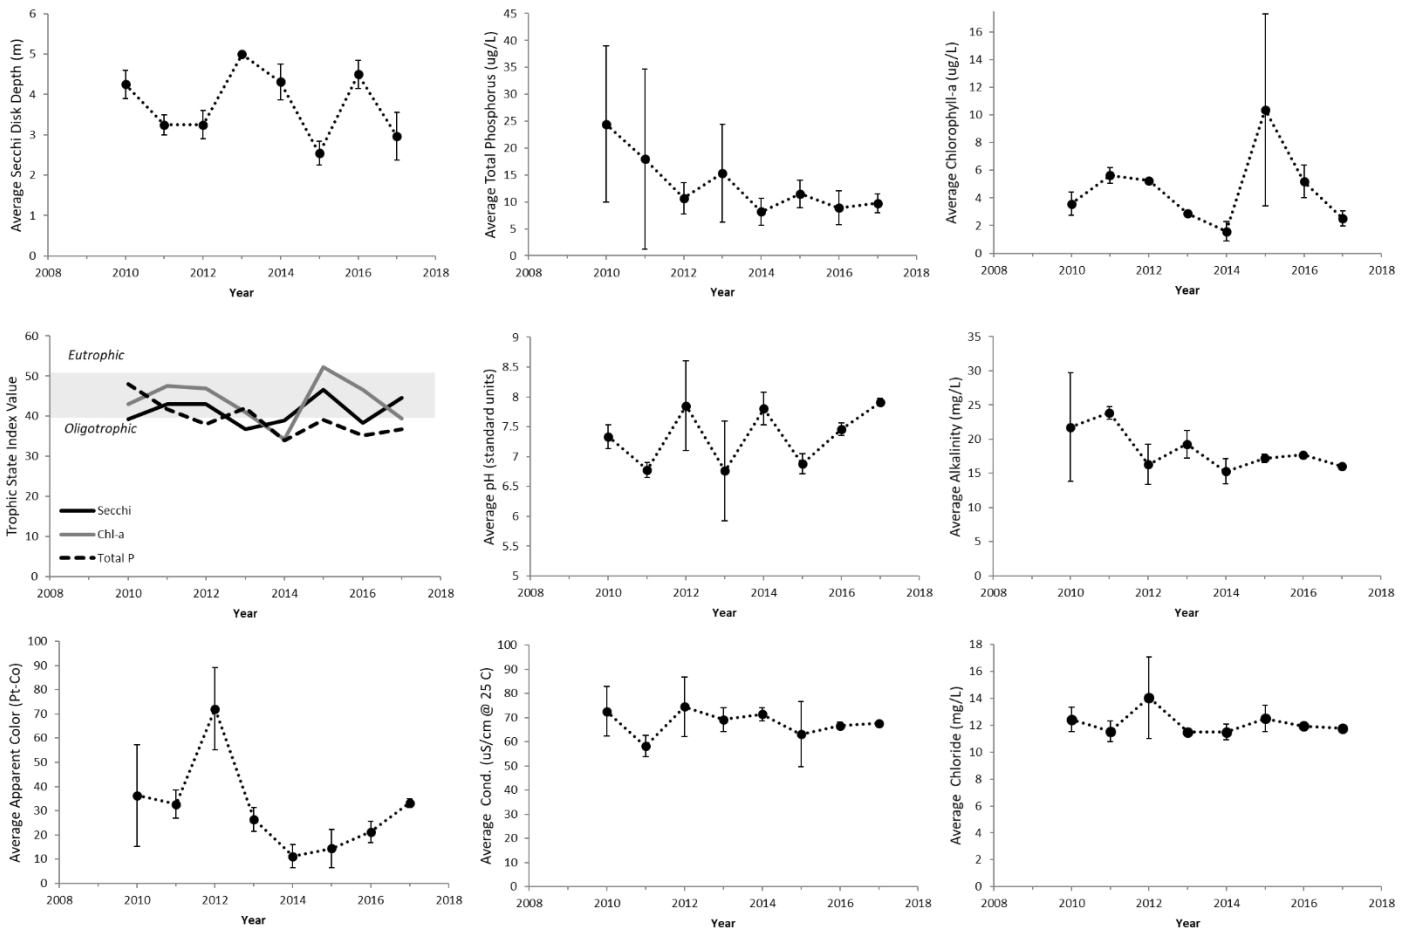 Average Secchi Disk Depth (m)
6
5
4
3
2
1
0
2008 2010 2012 2014 2016 2018
Year
Average Total Phosphorus (ug/L)
45
40
35
30
25
20
15
10
5
0
2008 2010 2012 2014 2016 2018
Year
Average Chlorophyll-a (ug/L)
16
14
12
10
8
6
4
2
0
2008 2010 2012 2014 2016 2018
Year
Trophic State Index Value
60
50
40
30
20
10
0
Eutrophic
Oligotrophic
Secchi
Chl-a
Total P
2008 2010 2012 2014 2016 2018
Year
Average pH (standard units)
9
8.5
8
7.5
7
6.5
6
5.5
5
2008 2010 2012 2014 2016 2018
Year
Average Alkalinity (mg/L)
35
30
25
20
15
10
5
0
2008 2010 2012 2014 2016 2018
Year
Average Apparent Color (Pt-Co)
100
90
80
70
60
50
40
30
20
10
0
2008 2010 2012 2014 2016 2018
Year
Average Cond. (uS/cm @ 25 C)
100
90
80
70
60
50
40
30
20
10
0
2008 2010 2012 2014 2016 2018
Year
Average Chloride (mg/L)
18
16
14
12
10
8
6
4
2
0
2008 2010 2012 2014 2016 2018
Year